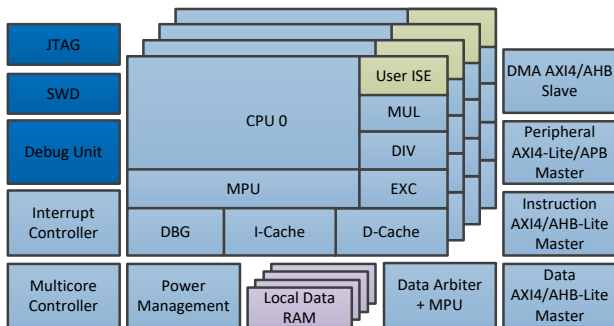 JTAG
SWD
Debug Unit
Interrupt
Controller
Multicore
Controller
CPU 0
User ISE
MUL
DIV
MPU
EXC
DBG
I-Cache
D-Cache
Power
Management
Local Data
RAM
Data Arbiter
+ MPU
DMA AXI4/AHB
Slave
Peripheral
AXI4-Lite/APB
Master
Instruction
AXI4/AHB-Lite
Master
Data
AXI4/AHB-Lite
Master